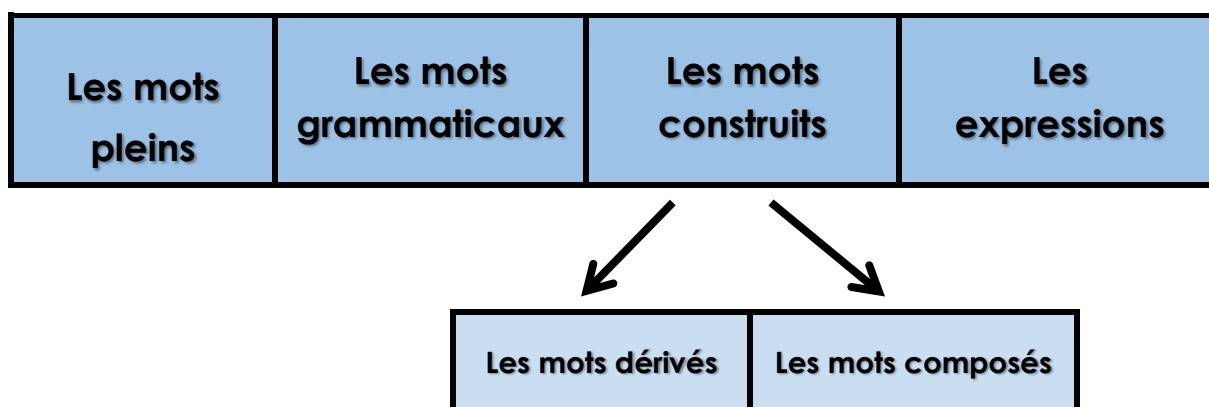 Les mots
pleins
Les mots
grammaticaux
Les mots
construits
Les
expressions
Les mots dérivés
Les mots composés